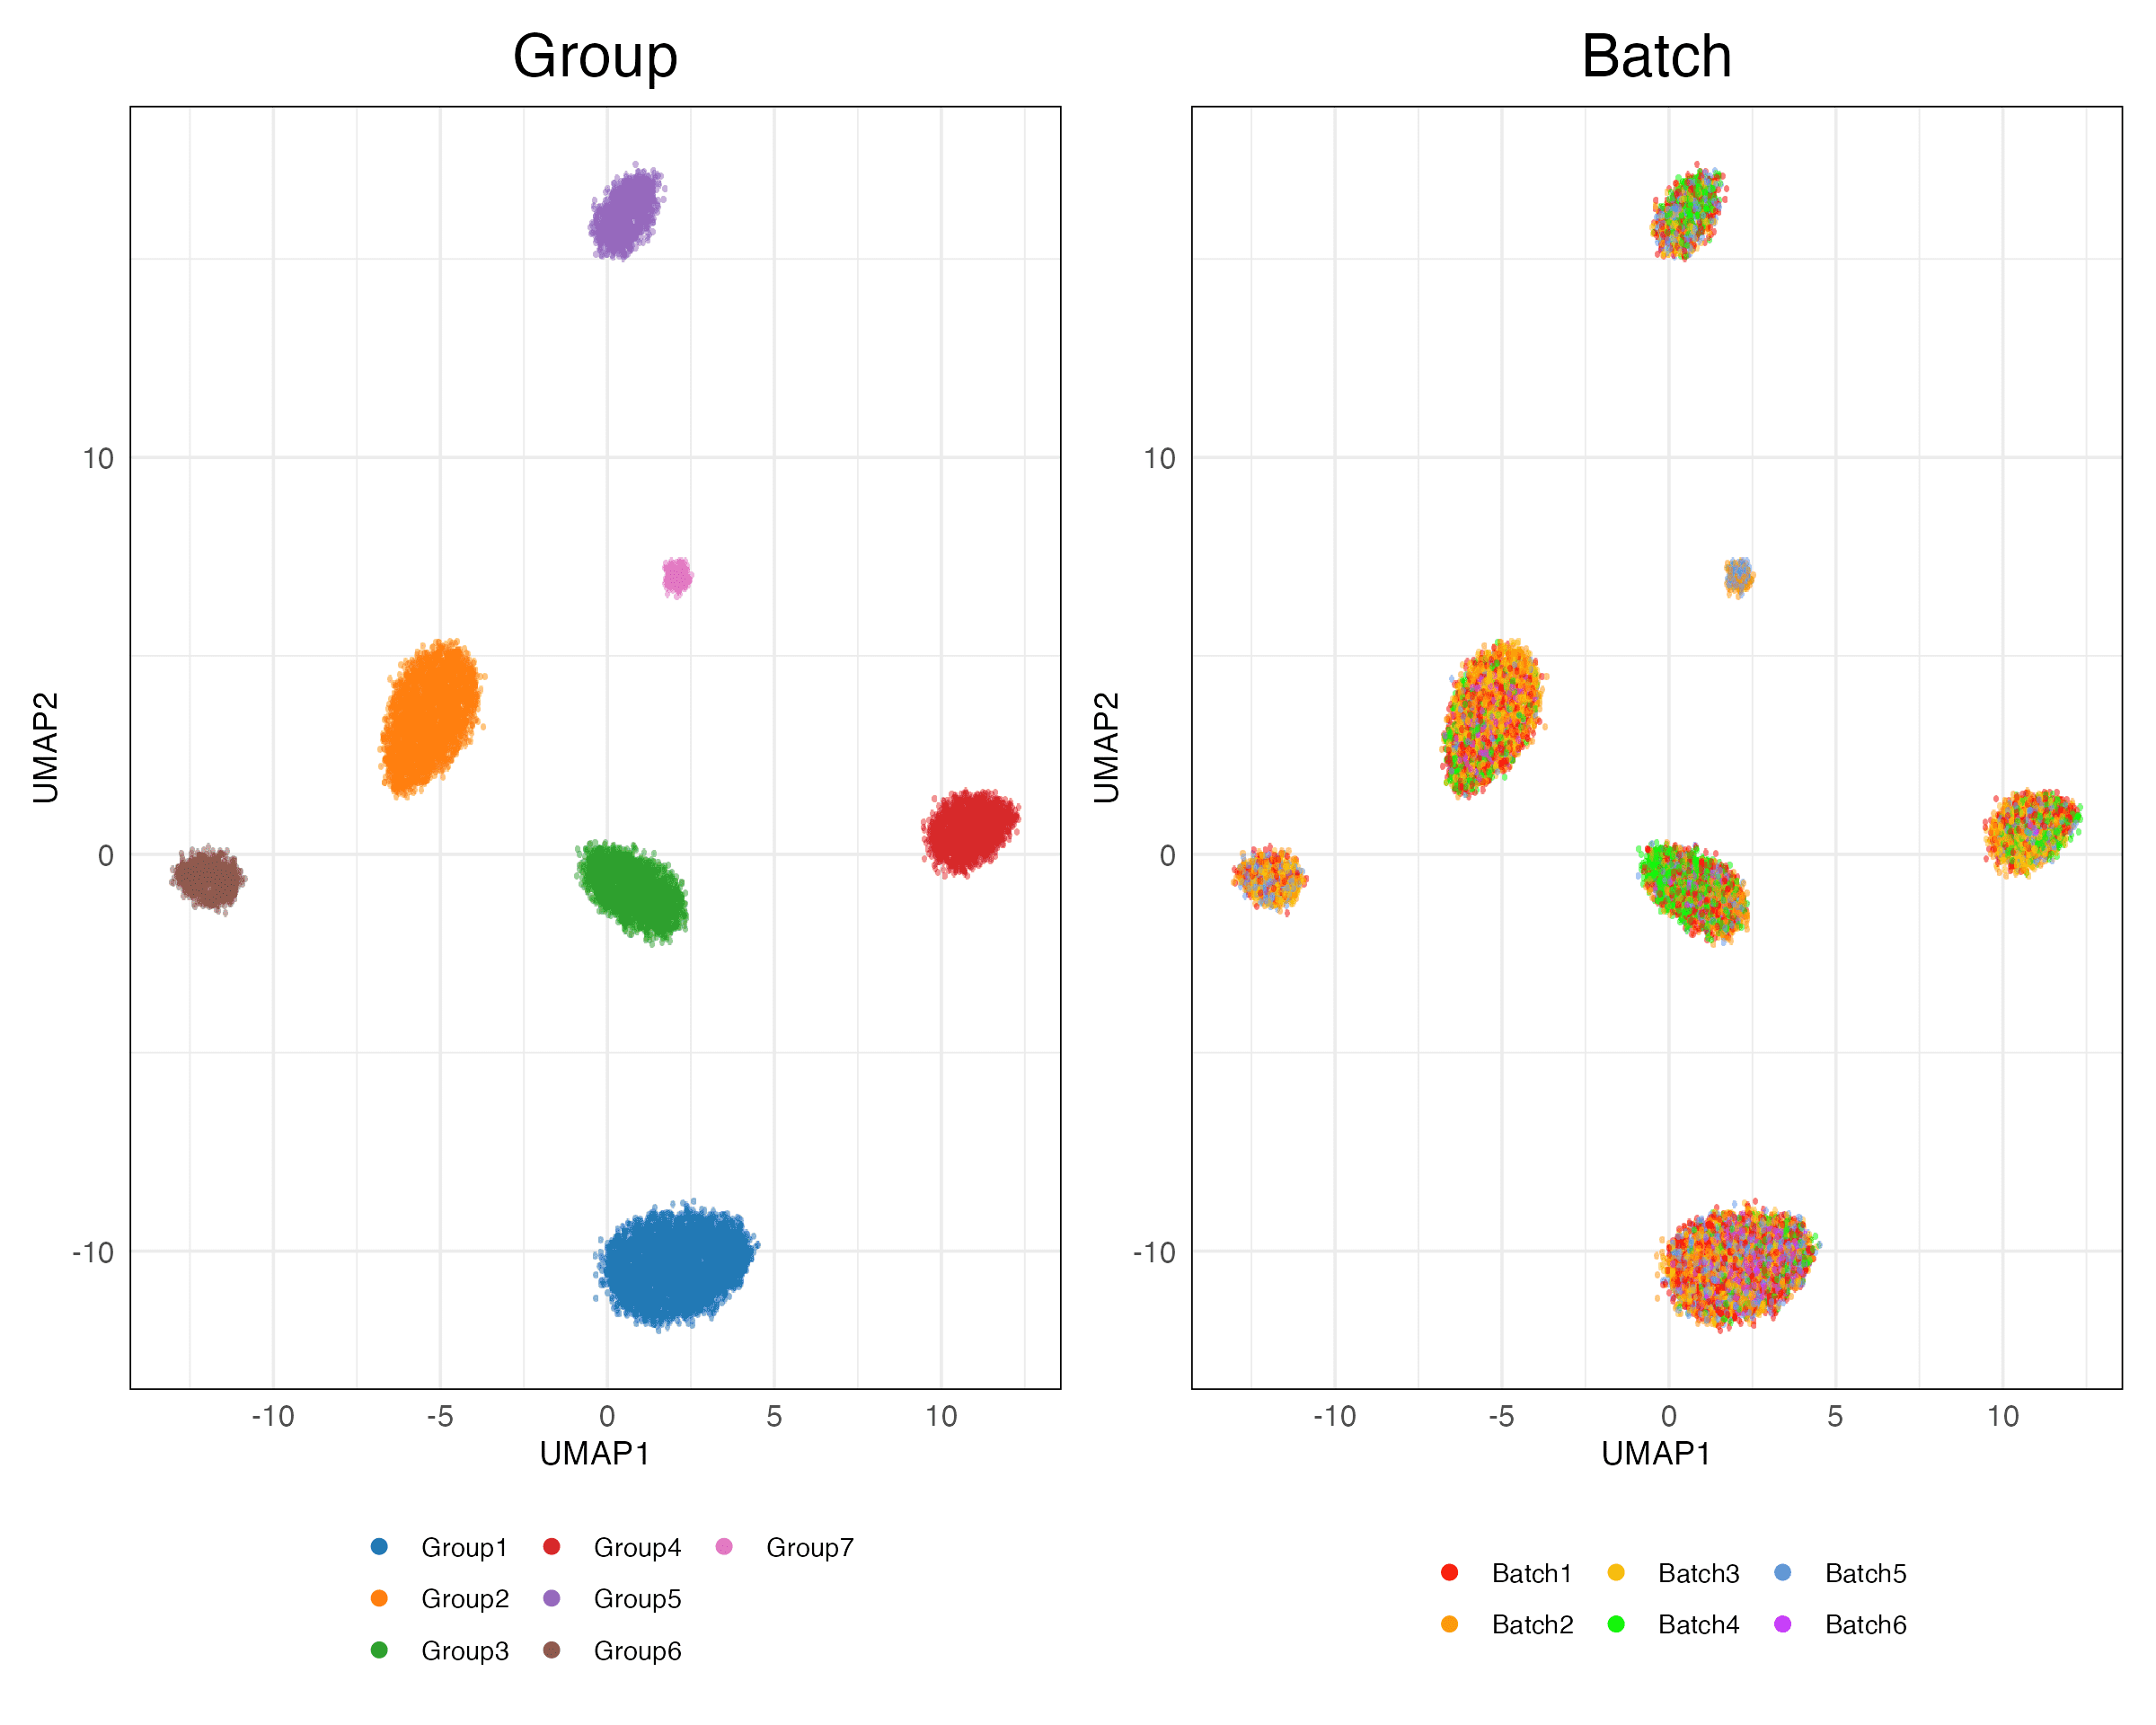 Group
Batch
UMAP2
10
0
-10
-10 -5 0 5 10
UMAP1
UMAP2
10
0
-10
-10 -5 0 5 10
UMAP1
Group1 Group4 Group7
Group2 Group5
Group3 Group6
Batch1 Batch3 Batch5
Batch2 Batch4 Batch6